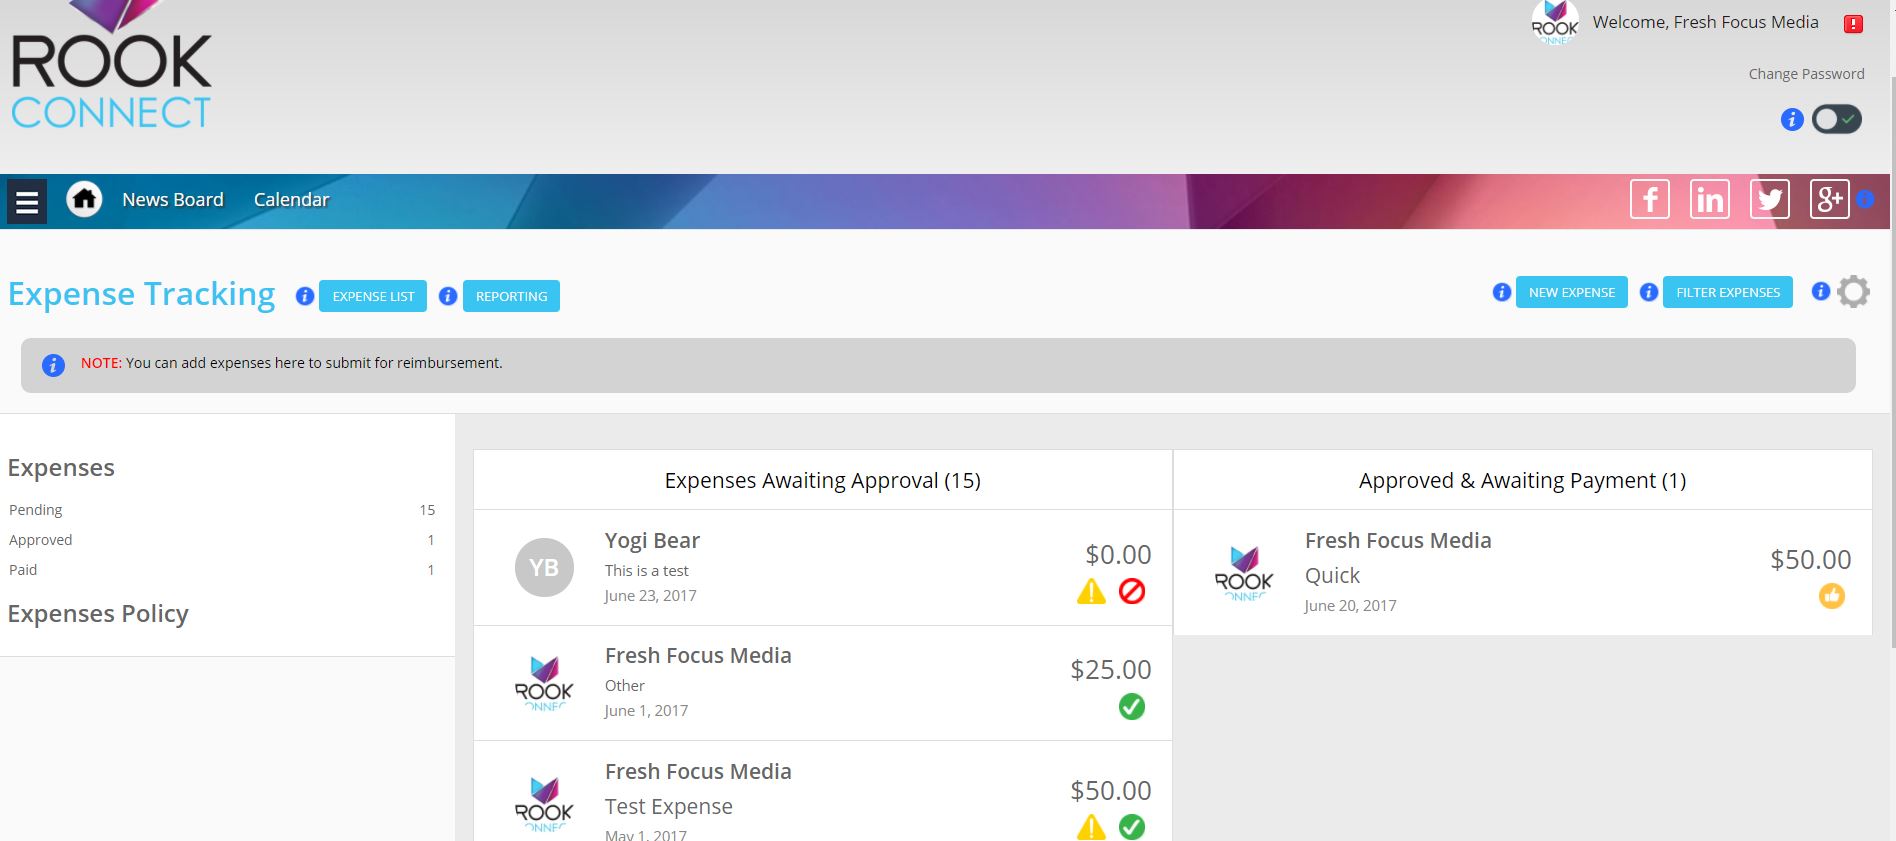 ROOK
CONNECT
ROOK
Welcome, Fresh Focus Media
Change Password
News Board
Calendar
Expense Tracking
EXPENSE LIST
REPORTING
NEW EXPENSE
FILTER EXPENSES
NOTE: You can add expenses here to submit for reimbursement.
Expenses
Pending 15
Approved 1
Paid 1
Expenses Policy
Expenses Awaiting Approval (15)
YB
Yogi Bear
This is a test
June 23, 2017
$0.00
ROOK
Fresh Focus Media
Other
June 1, 2017
$25.00
ROOK
Fresh Focus Media
Test Expense
May 1, 2017
$50.00
Approved & Awaiting Payment (1)
ROOK
Fresh Focus Media
Quick
June 20, 2017
$50.00